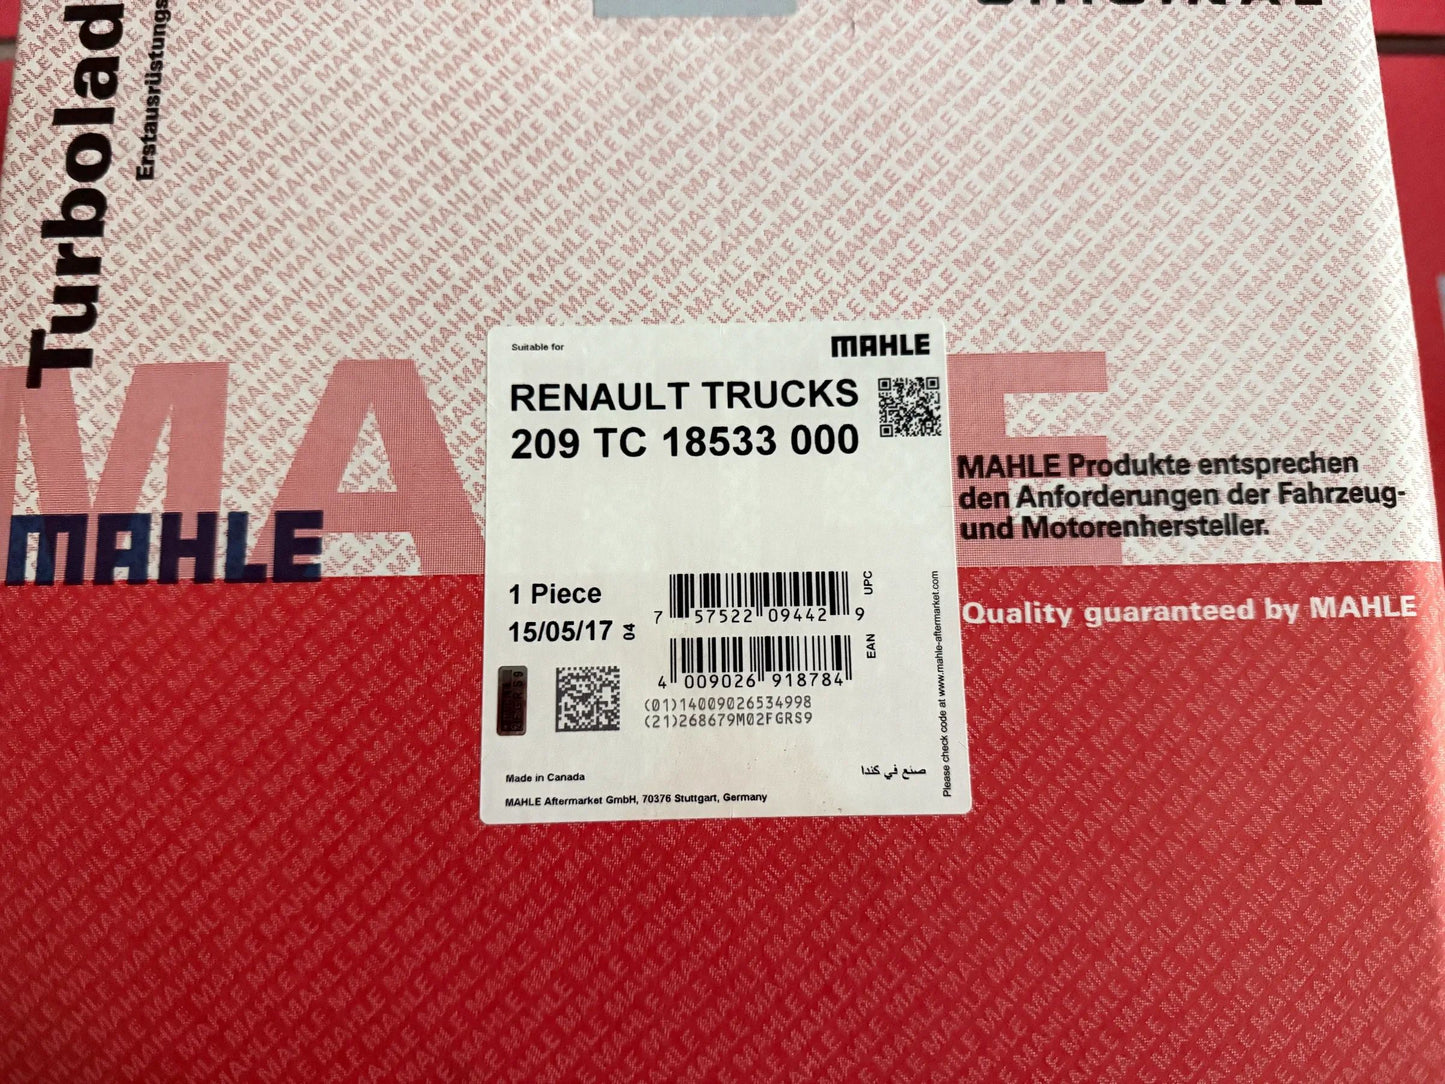 ORIGINAL
Turbolad
Erstausrüstungs
MAHLE
MAHLE
Suitable for
MAHLE
RENAULT TRUCKS
209 TC 18533 000
MAHLE Produkte entsprechen
den Anforderungen der Fahrzeug-
und Motorenhersteller.
Quality guaranteed by MAHLE
1 Piece
15/05/17 04
7 57522 09442 9
UPC
4 009026 918784
EAN
(01)14009026534998
(21)268679M02FGRS9
Please check code at www.mahle-aftermarket.com
Made in Canada
صنع في كندا
MAHLE Aftermarket GmbH, 70376 Stuttgart, Germany